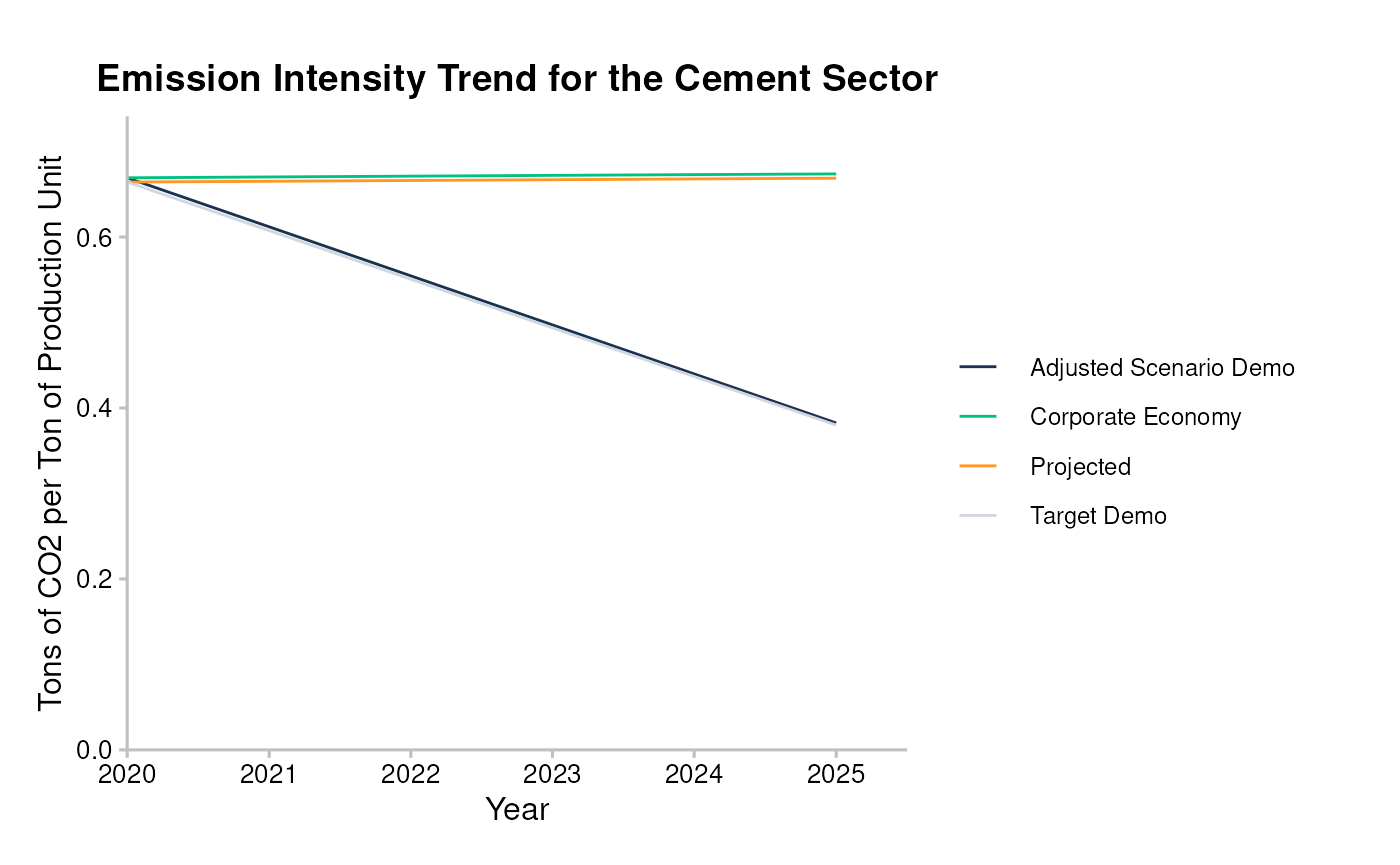 Emission Intensity Trend for the Cement Sector
Tons of CO2 per Ton of Production Unit
0.6
0.4
0.2
0.0
2020 2021 2022 2023 2024 2025
Year
Adjusted Scenario Demo
Corporate Economy
Projected
Target Demo